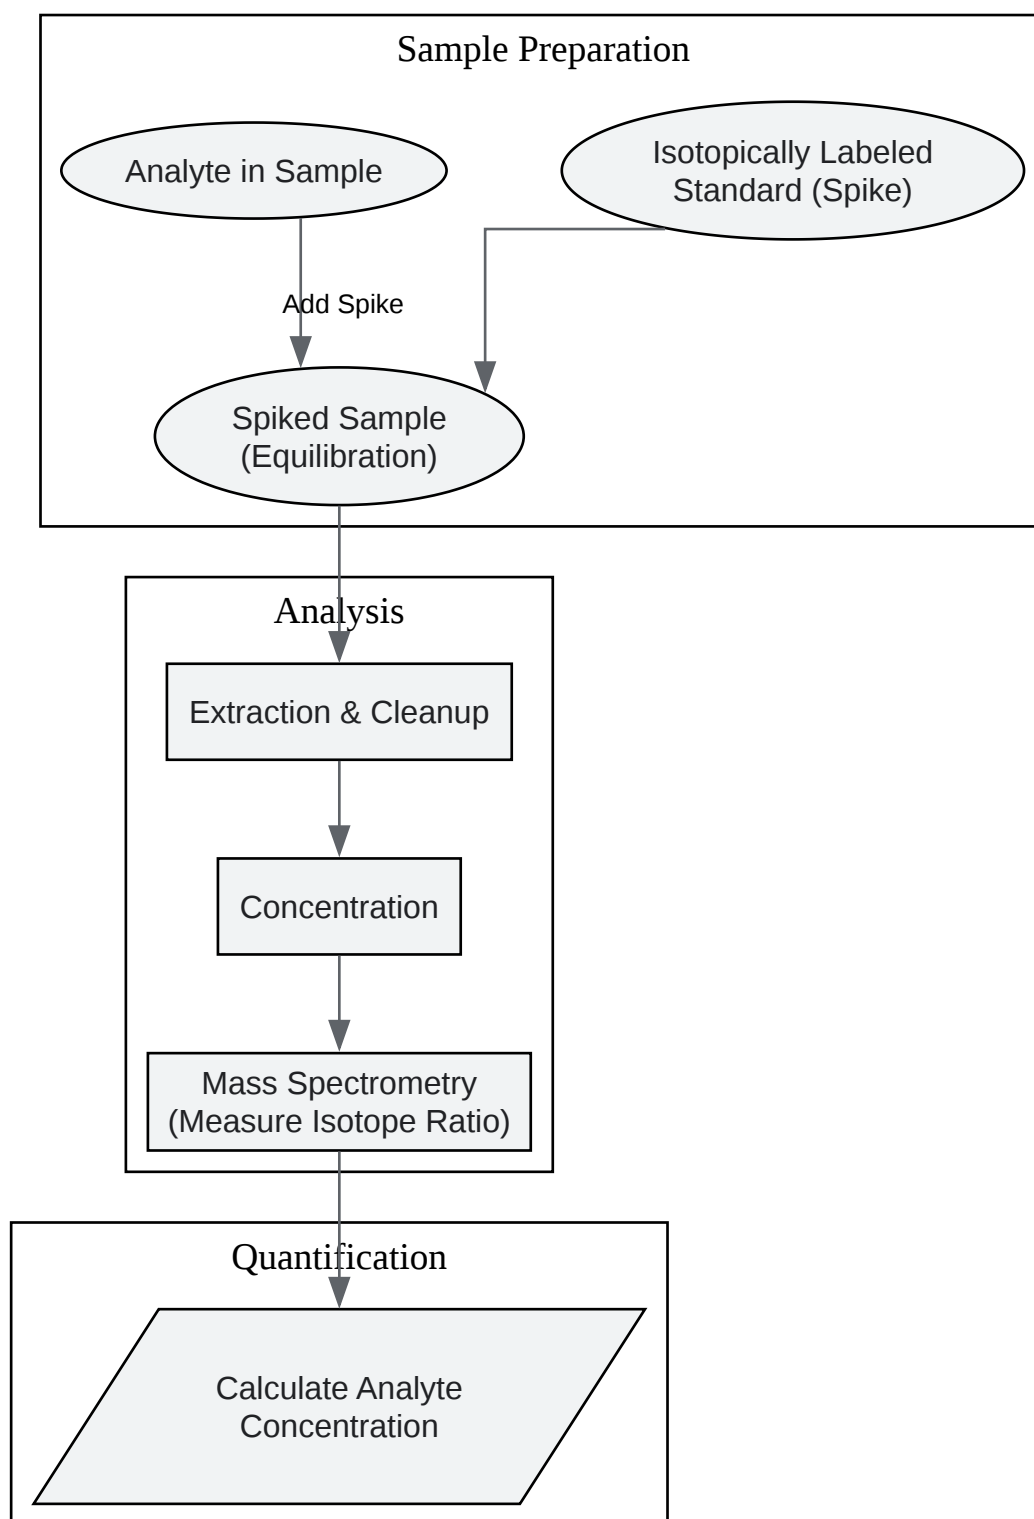 Sample Preparation
Analyte in Sample
Isotopically Labeled
Standard (Spike)
Add Spike
Spiked Sample
(Equilibration)
Analysis
Extraction & Cleanup
Concentration
Mass Spectrometry
(Measure Isotope Ratio)
Quantification
Calculate Analyte
Concentration